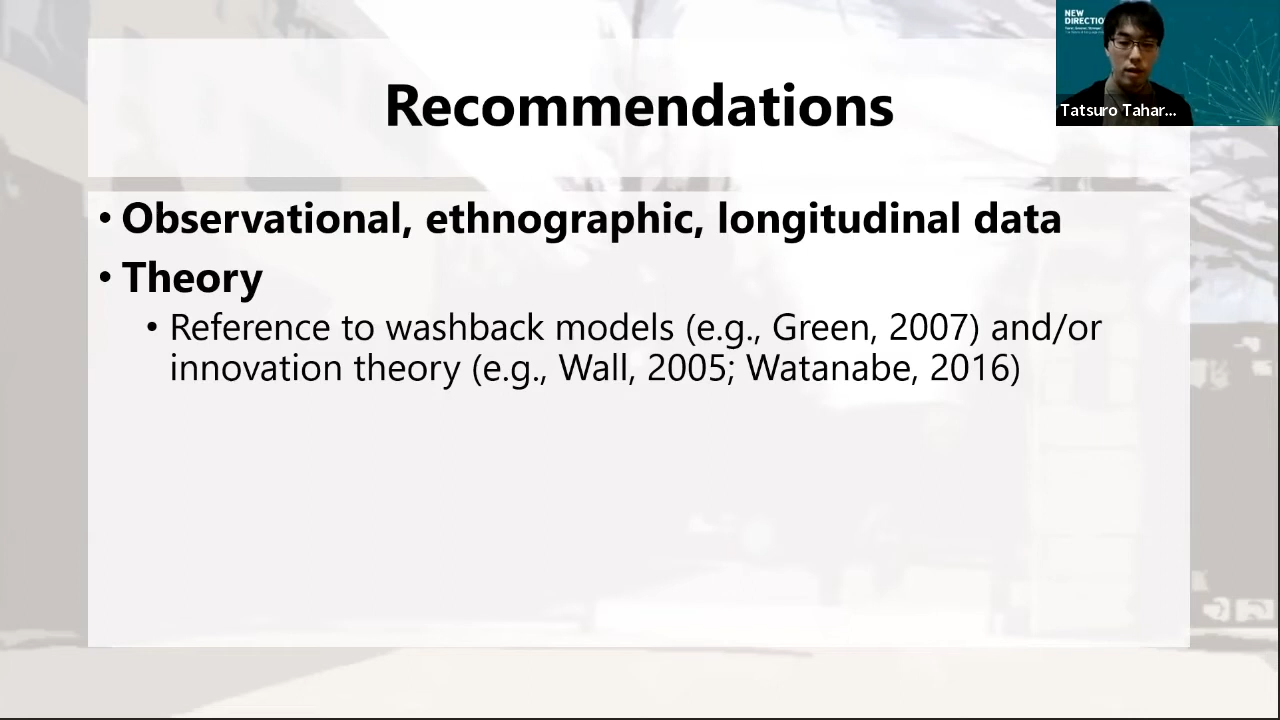 NEW
DIRECTIO
Tatsuro Tahar...
Recommendations
• Observational, ethnographic, longitudinal data
• Theory
• Reference to washback models (e.g., Green, 2007) and/or
innovation theory (e.g., Wall, 2005; Watanabe, 2016)